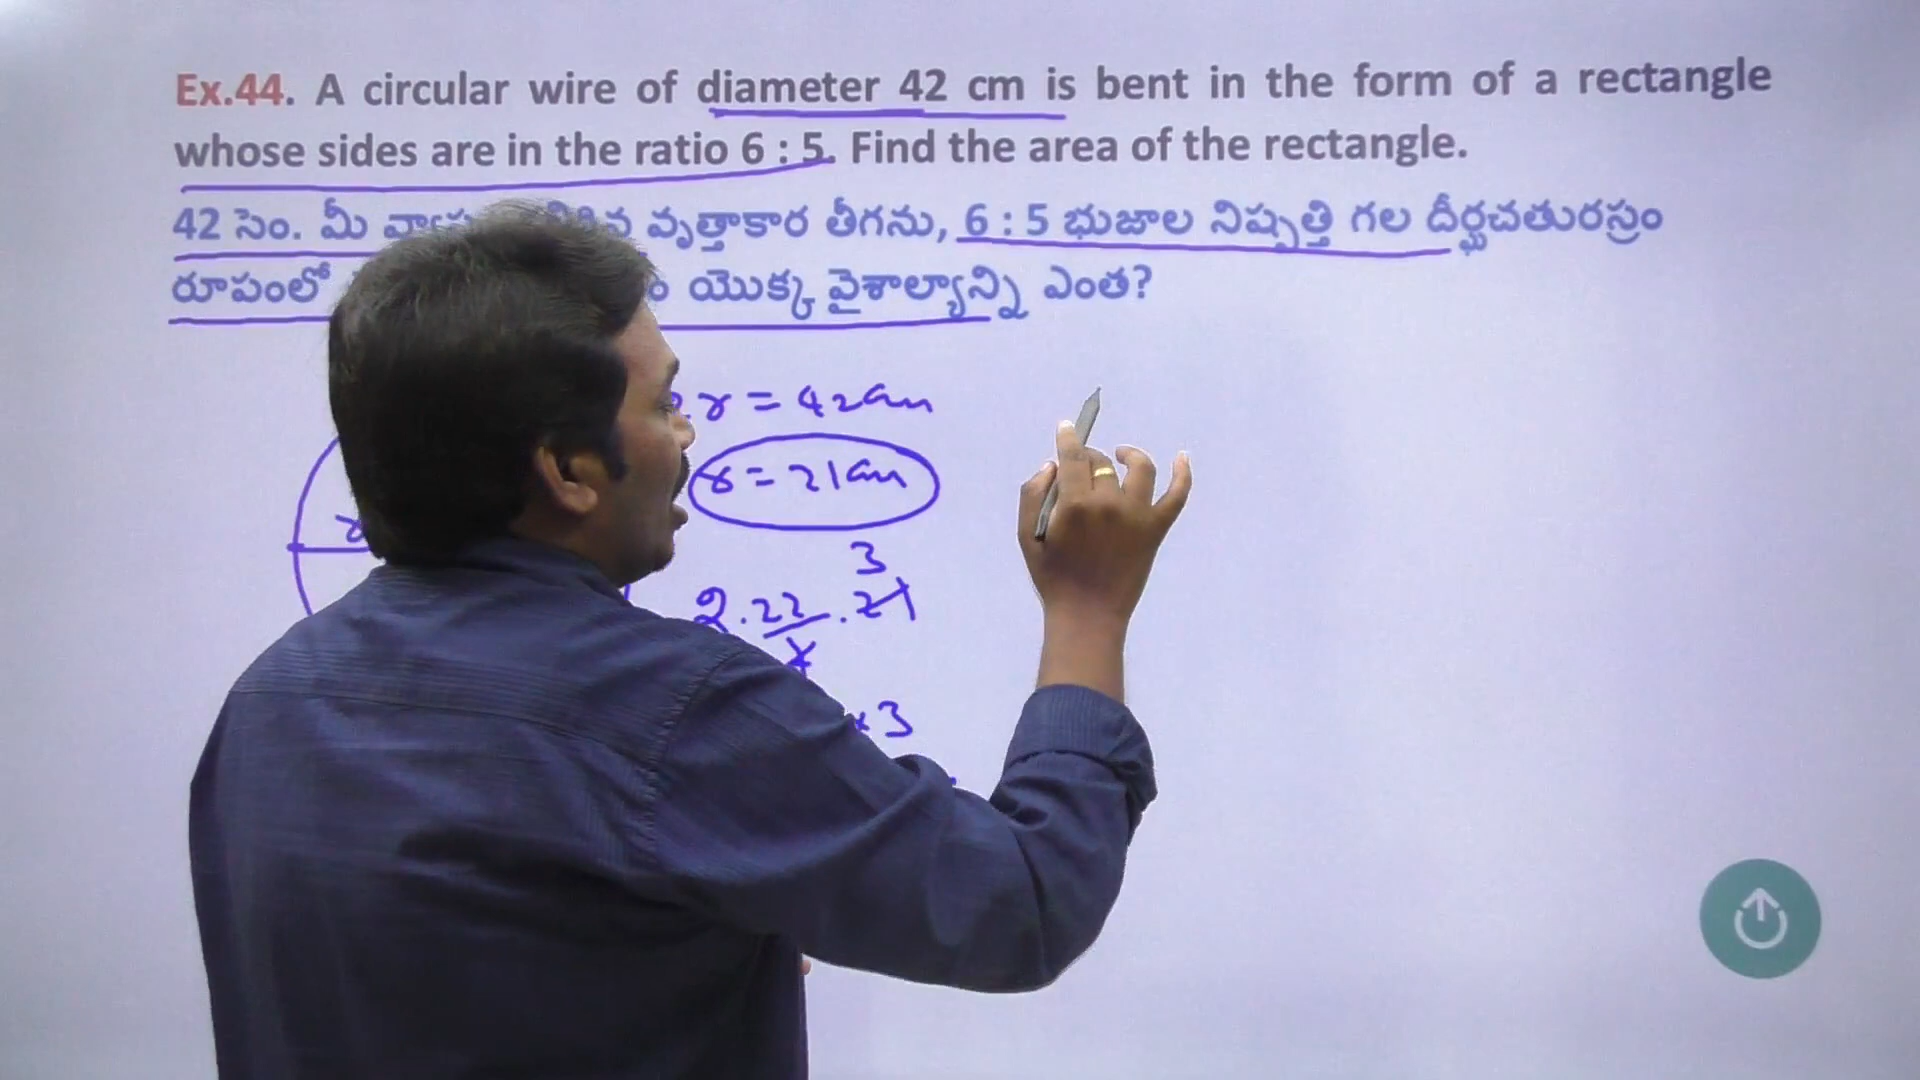 Ex.44. A circular wire of diameter 42 cm is bent in the form of a rectangle
whose sides are in the ratio 6 : 5. Find the area of the rectangle.
42 సెం. మీ వృత్తాకార తీగను, 6 : 5 భుజాల నిష్పత్తి గల దీర్ఘచతురస్రం
రూపంలో యొక్క వైశాల్యాన్ని ఎంత?
r = 42cm
r = 21cm
r
3
2. 22 . 21
7
× 3